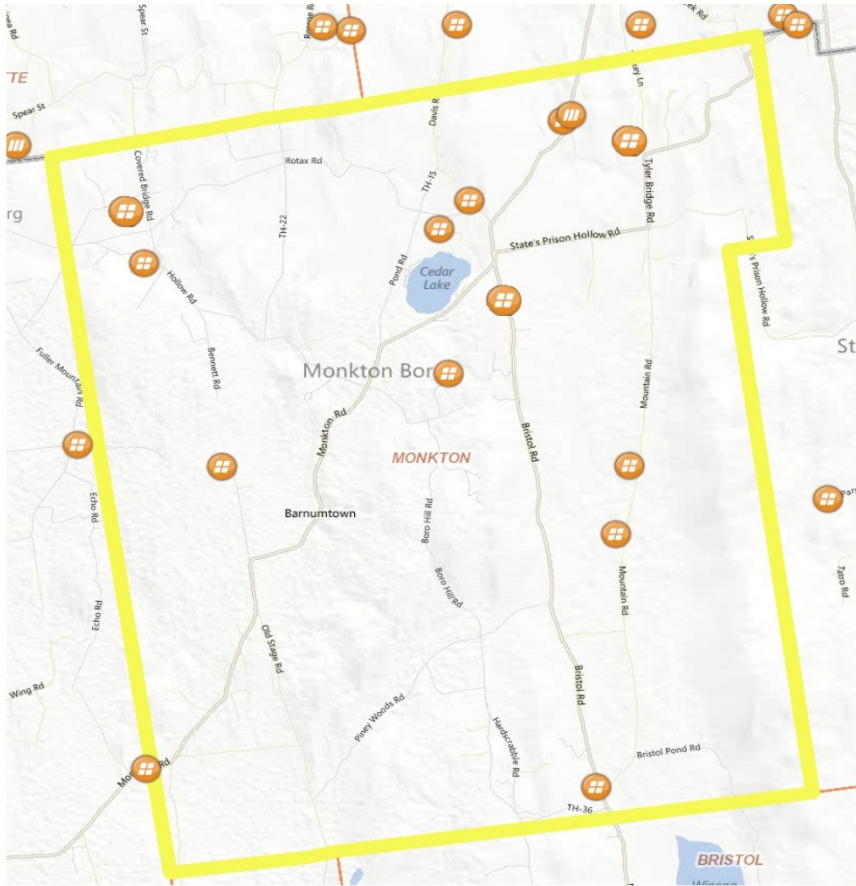 Spear St
Davis R
TTE
Spear St
Covered Bridge Rd
Rotax Rd
TH-15
Tyler Bridge Rd
rg
TH-22
State's Prison Hollow Rd
Pond Rd
Cedar
Lake
Hollow Rd
State's Prison Hollow Rd
St
Fuller Mountain Rd
Bennett Rd
Monkton Bor
Mountain Rd
Monkton Rd
Bristol Rd
MONKTON
Echo Rd
Barnumtown
Boro Hill Rd
Boro Hill Rd
Mountain Rd
Tatro Rd
Echo Rd
Old Stage Rd
Wing Rd
Piney Woods Rd
Bristol Rd
Hardscrabble Rd
Bristol Pond Rd
TH-36
BRISTOL